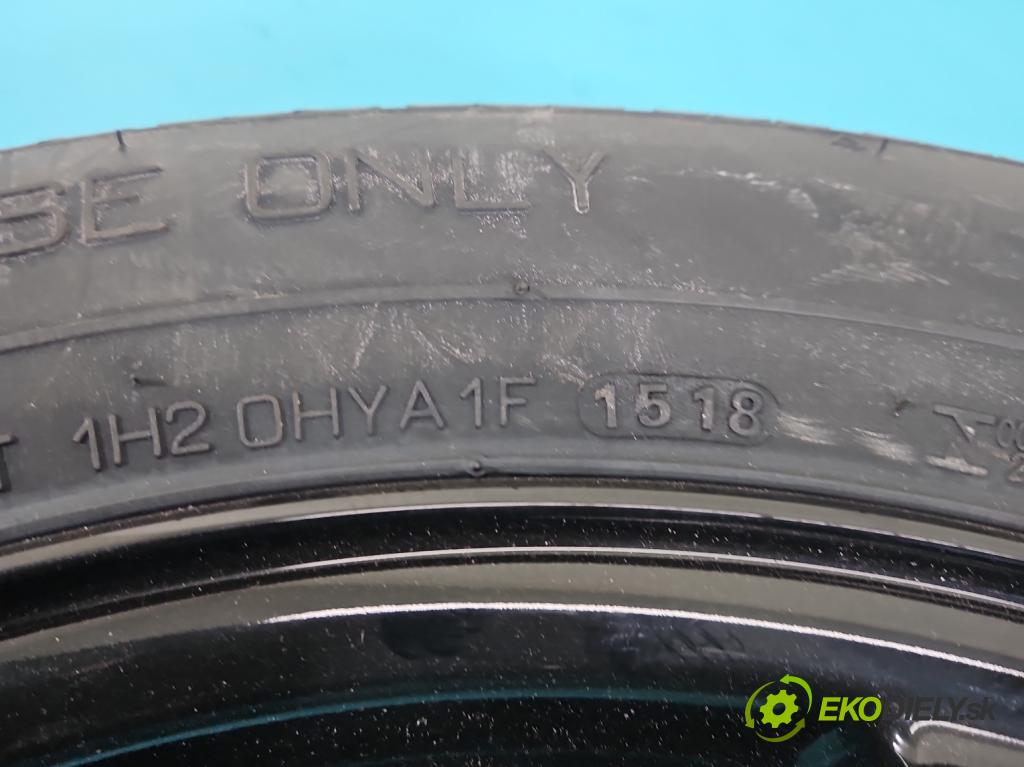 SE ONLY
T 1H2 0HYA1F 1518
EKODIELY.sk